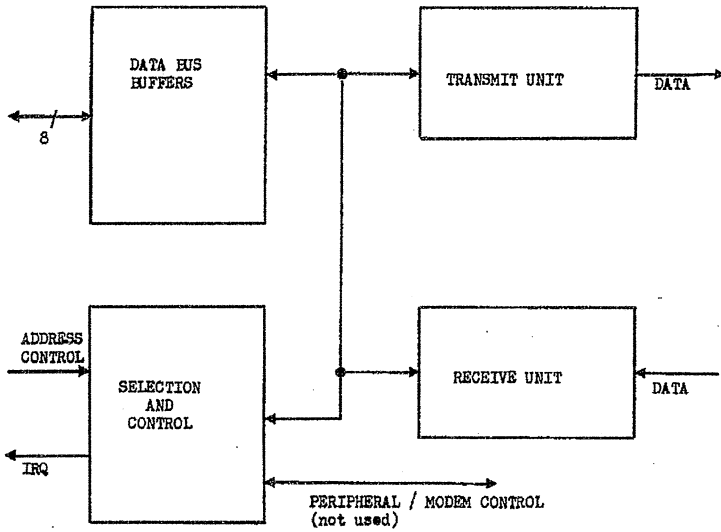 DATA BUS
BUFFERS
TRANSMIT UNIT
DATA
8
ADDRESS
CONTROL
SELECTION
AND
CONTROL
RECEIVE UNIT
DATA
IRQ
PERIPHERAL / MODEM CONTROL
(not used)